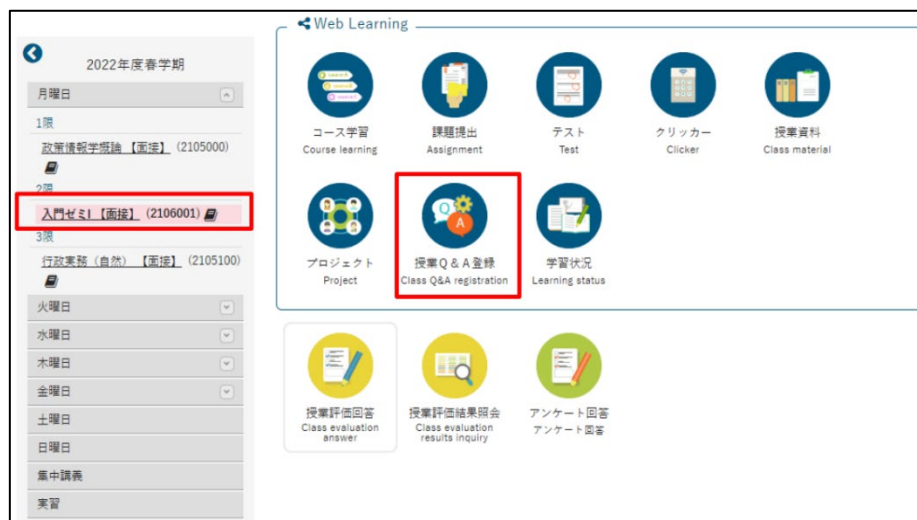 Web Learning
2022年度春学期
月曜日
1限
政策情報学概論 【面接】 (2105000)
2限
入門ゼミI 【面接】 (2106001)
3限
行政実務(自然) 【面接】 (2105100)
火曜日
水曜日
木曜日
金曜日
土曜日
日曜日
集中講義
実習
コース学習
Course learning
課題提出
Assignment
テスト
Test
クリッカー
Clicker
授業資料
Class material
プロジェクト
Project
Q
A
授業Q & A登録
Class Q&A registration
学習状況
Learning status
授業評価回答
Class evaluation
answer
授業評価結果照会
Class evaluation
results inquiry
アンケート回答
アンケート回答